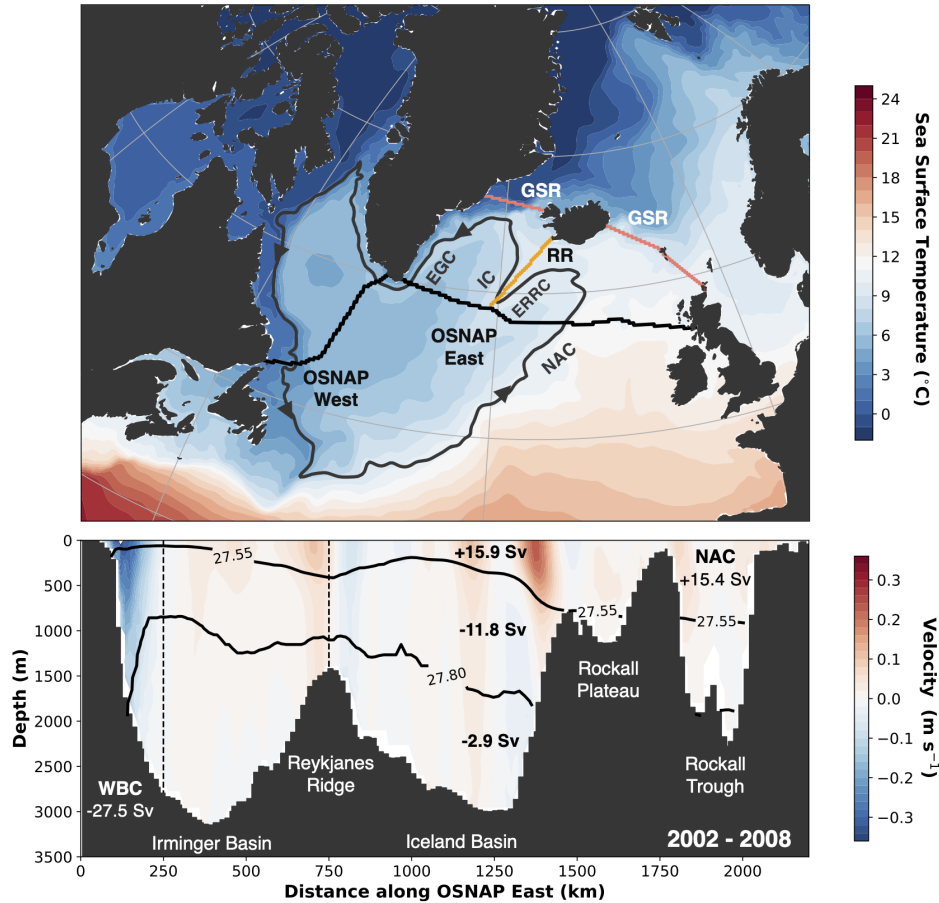 GSR
GSR
RR
EGC
IC
ERRC
NAC
OSNAP
East
OSNAP
West
24
21
18
15
12
9
6
3
0
Sea Surface Temperature (°C)
0
500
1000
1500
2000
2500
3000
3500
Depth (m)
27.55
+15.9 Sv
-11.8 Sv
27.80
-2.9 Sv
27.55
NAC
+15.4 Sv
27.55
Rockall
Plateau
Reykjanes
Ridge
Rockall
Trough
WBC
-27.5 Sv
Irminger Basin
Iceland Basin
2002 - 2008
0
250
500
750
1000
1250
1500
1750
2000
Distance along OSNAP East (km)
0.3
0.2
0.1
0.0
−0.1
−0.2
−0.3
Velocity (m s⁻¹)